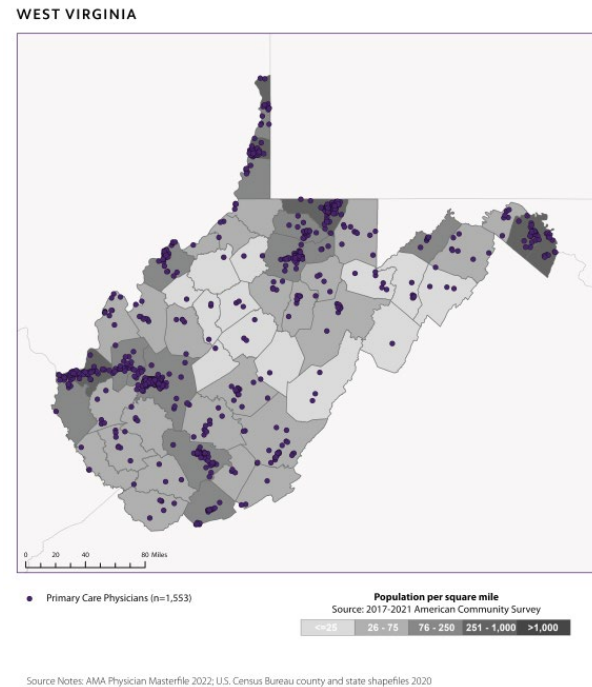 WEST VIRGINIA
0 20 40 80 Miles
Primary Care Physicians (n=1,553)
Population per square mile
Source: 2017-2021 American Community Survey
<=25 26 - 75 76 - 250 251 - 1,000 >1,000
Source Notes: AMA Physician Masterfile 2022; U.S. Census Bureau county and state shapefiles 2020